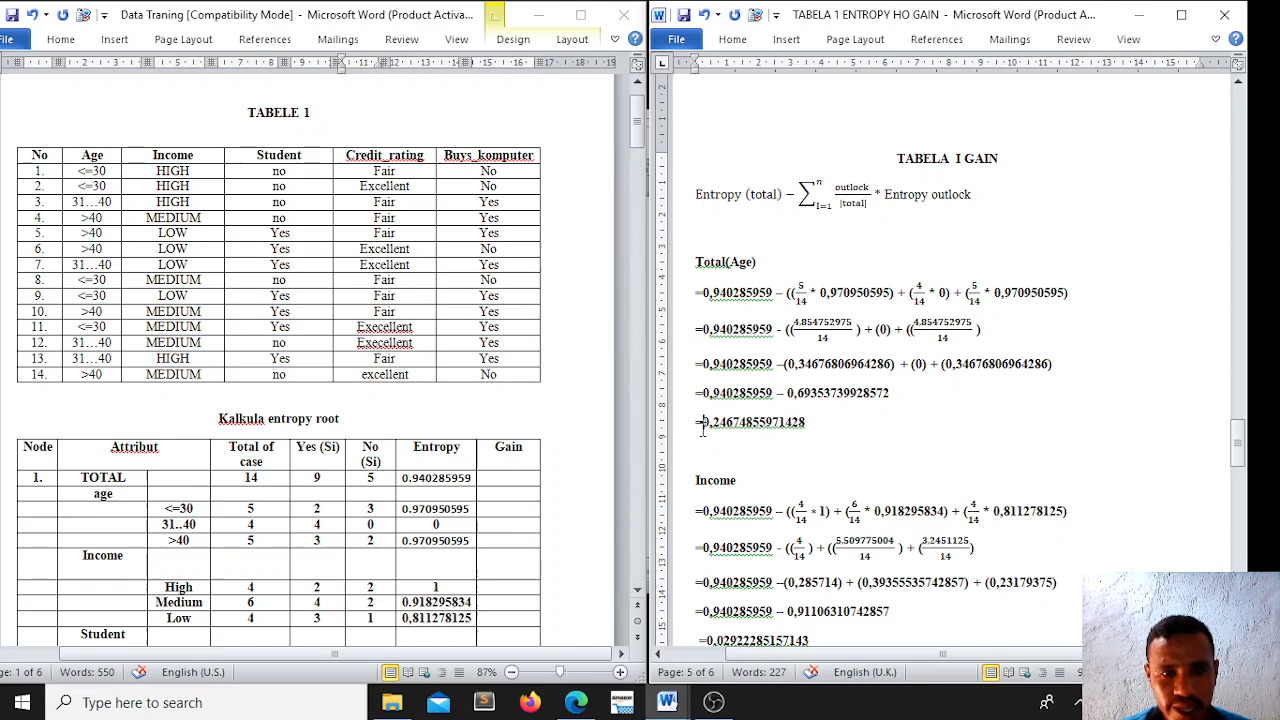 Data Traning [Compatibility Mode] - Microsoft Word (Product Activa...
File Home Insert Page Layout References Mailings Review View Design Layout
TABELE 1
No Age Income Student Credit_rating Buys_komputer
1. <=30 HIGH no Fair No
2. <=30 HIGH no Excellent No
3. 31…40 HIGH no Fair Yes
4. >40 MEDIUM no Fair Yes
5. >40 LOW Yes Fair Yes
6. >40 LOW Yes Excellent No
7. 31…40 LOW Yes Excellent Yes
8. <=30 MEDIUM no Fair No
9. <=30 LOW Yes Fair Yes
10. >40 MEDIUM Yes Fair Yes
11. <=30 MEDIUM Yes Execellent Yes
12. 31…40 MEDIUM no Execellent Yes
13. 31…40 HIGH Yes Fair Yes
14. >40 MEDIUM no excellent No
Kalkula entropy root
Node Attribut Total of case Yes (Si) No (Si) Entropy Gain
1. TOTAL 14 9 5 0.940285959
age
<=30 5 2 3 0.970950595
31..40 4 4 0 0
>40 5 3 2 0.970950595
Income
High 4 2 2 1
Medium 6 4 2 0.918295834
Low 4 3 1 0,811278125
Student
Page: 1 of 6 Words: 550 English (U.S.) 87%
TABELA 1 ENTROPY HO GAIN - Microsoft Word (Product A...
File Home Insert Page Layout References Mailings Review View
TABELA I GAIN
Entropy (total) − ∑ⁿI=1 outlock/|total| * Entropy outlock
Total(Age)
=0,940285959 – ((5/14 * 0,970950595) + (4/14 * 0) + (5/14 * 0,970950595)
=0,940285959 - ((4.854752975/14 ) + (0) + ((4.854752975/14 )
=0,940285959 –(0,34676806964286) + (0) + (0,34676806964286)
=0,940285959 – 0,69353739928572
=0,24674855971428
Income
=0,940285959 – ((4/14 * 1) + (6/14 * 0,918295834) + (4/14 * 0,811278125)
=0,940285959 - ((4/14 ) + ((5.509775004/14 ) + (3.2451125/14 )
=0,940285959 –(0,285714) + (0,39355535742857) + (0,23179375)
=0,940285959 – 0,91106310742857
=0.02922285157143
Page: 5 of 6 Words: 227 English (U.K.)
Type here to search
amazon